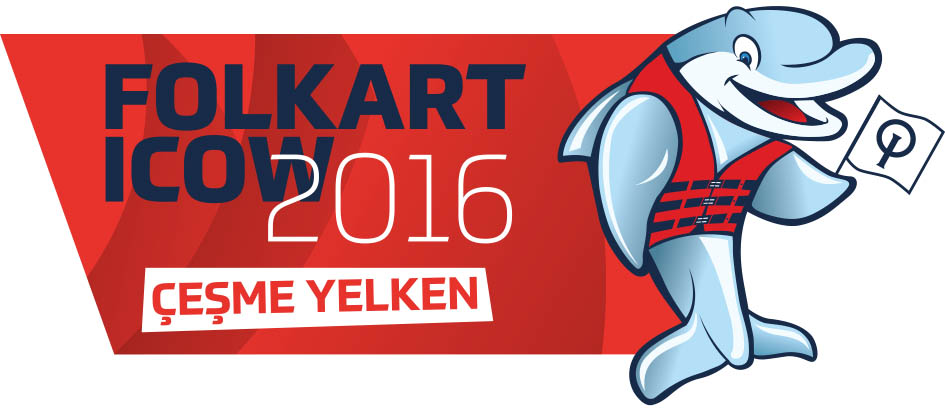 FOLKART
ICOW
2016
ÇEŞME YELKEN